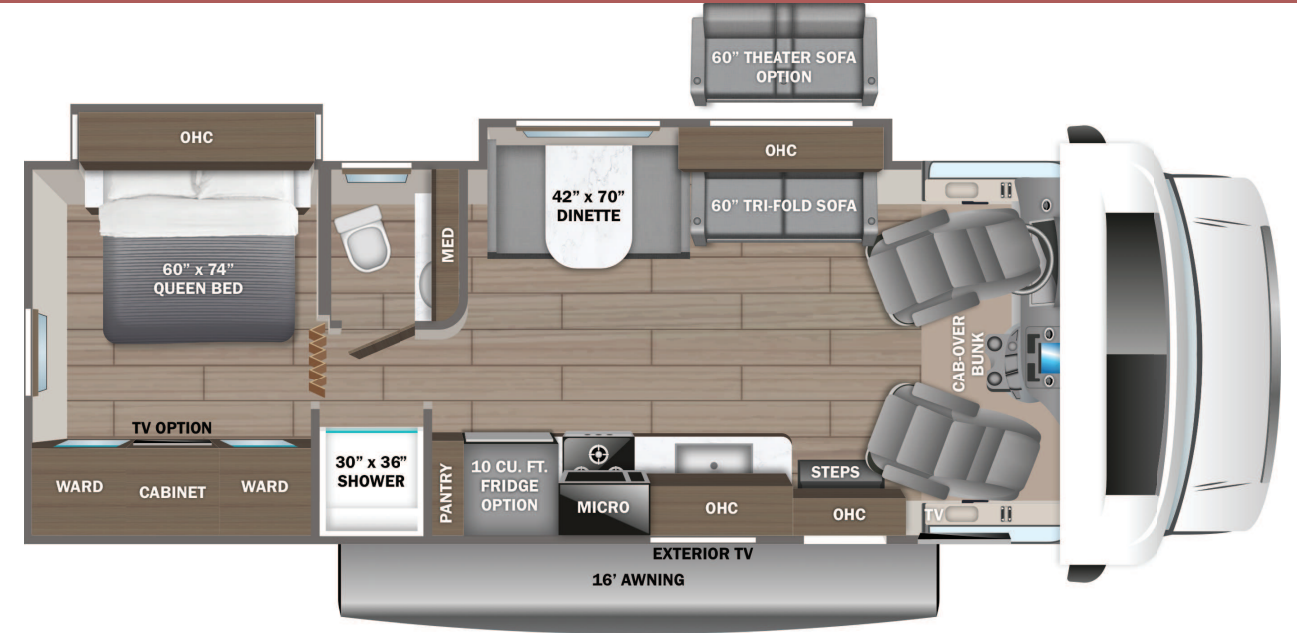 60” THEATER SOFA
OPTION
OHC
OHC
42” x 70”
DINETTE
60” TRI-FOLD SOFA
MED
60” x 74”
QUEEN BED
CAB-OVER
BUNK
TV OPTION
WARD
CABINET
WARD
30” x 36”
SHOWER
PANTRY
10 CU. FT.
FRIDGE
OPTION
MICRO
OHC
STEPS
OHC
TV
EXTERIOR TV
16’ AWNING